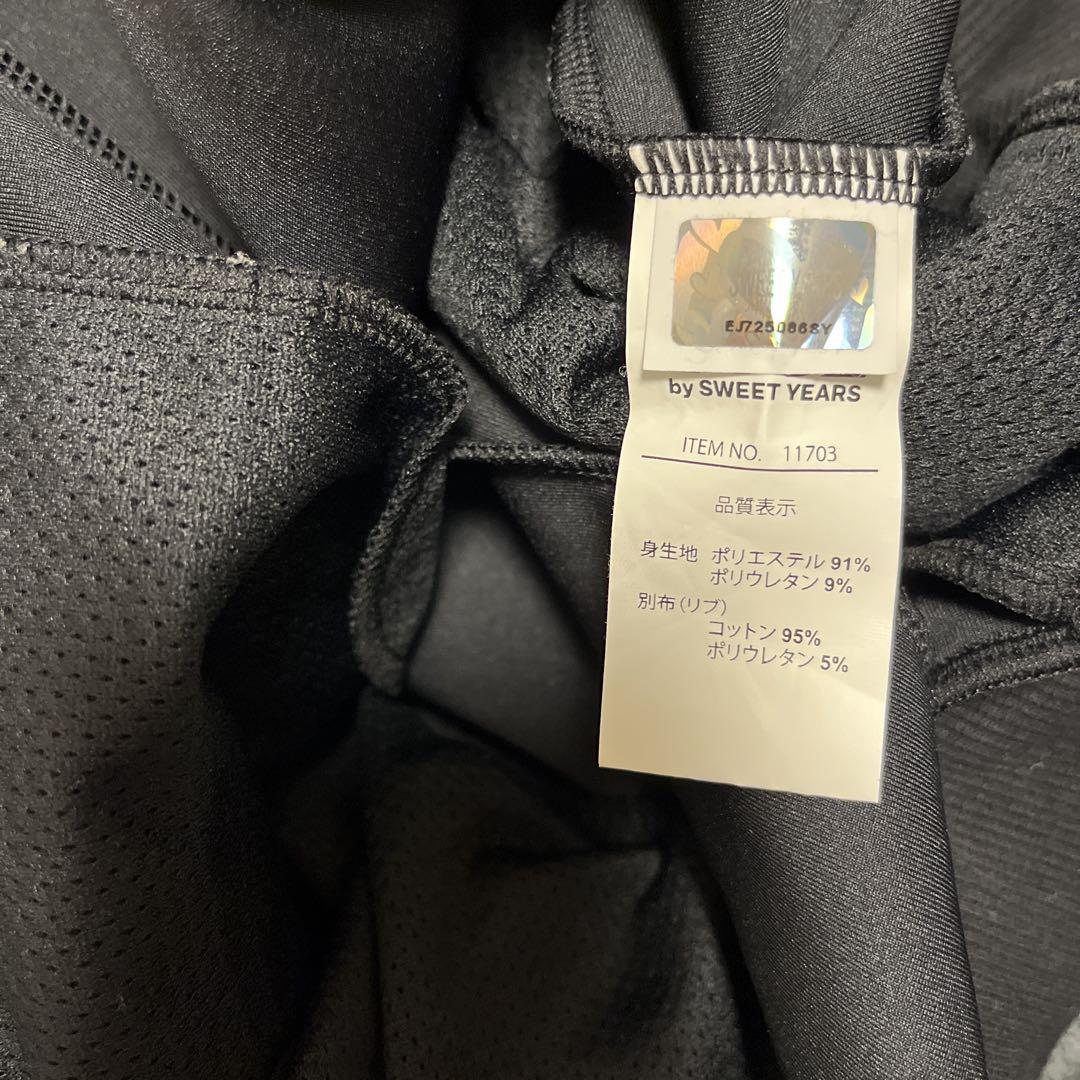 SWEET YEARS
EJ725086SY
by SWEET YEARS
ITEM NO. 11703
品質表示
身生地 ポリエステル 91%
ポリウレタン 9%
別布(リブ)
コットン 95%
ポリウレタン 5%